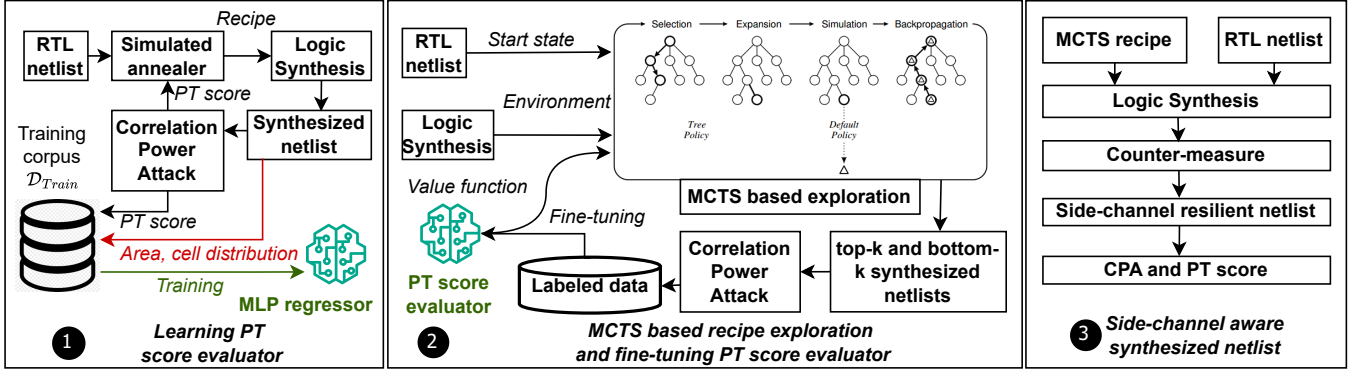 RTL
netlist
Simulated
annealer
Recipe
Logic
Synthesis
PT score
Correlation
Power
Attack
Synthesized
netlist
Training
corpus
𝒟Train
PT score
Area, cell distribution
Training
MLP regressor
1
Learning PT
score evaluator
RTL
netlist
Start state
Selection
Expansion
Simulation
Backpropagation
Tree
Policy
Default
Policy
Environment
Logic
Synthesis
Value function
MCTS based exploration
Fine-tuning
PT score
evaluator
Labeled data
Correlation
Power
Attack
top-k and bottom-
k synthesized
netlists
2
MCTS based recipe exploration
and fine-tuning PT score evaluator
MCTS recipe
RTL netlist
Logic Synthesis
Counter-measure
Side-channel resilient netlist
CPA and PT score
3
Side-channel aware
synthesized netlist